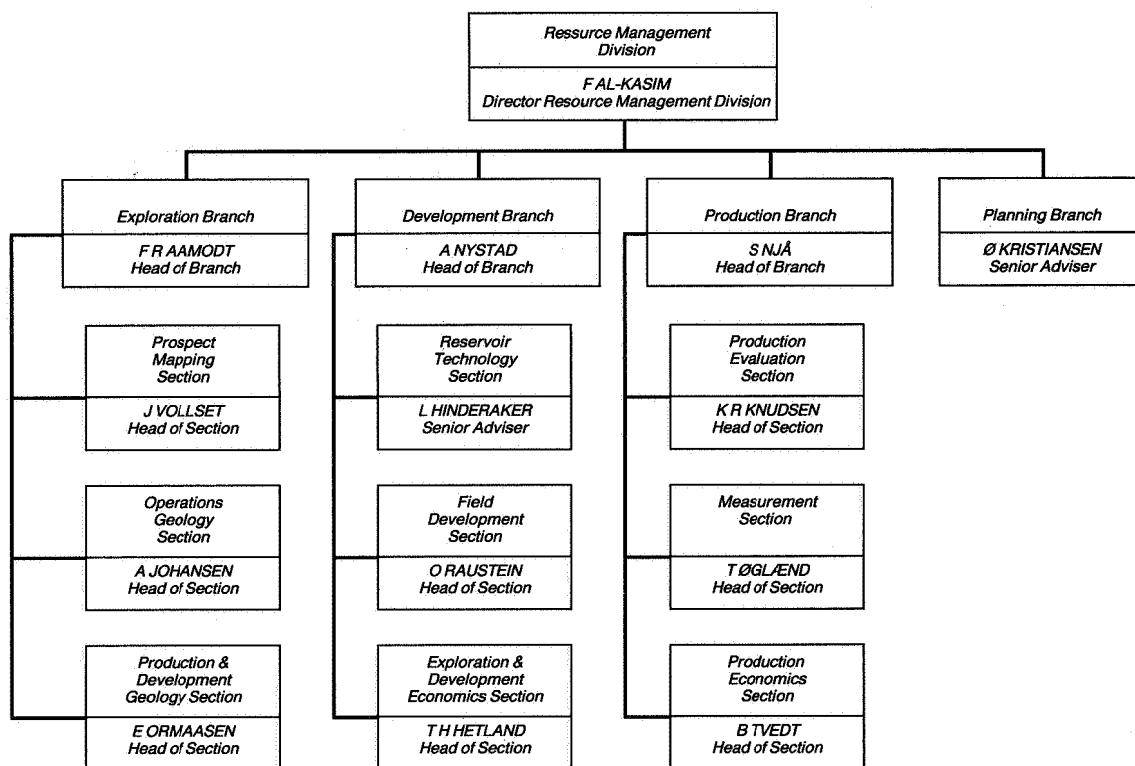 Ressurce Management
Division
F AL-KASIM
Director Resource Management Division
Exploration Branch
F R AAMODT
Head of Branch
Development Branch
A NYSTAD
Head of Branch
Production Branch
S NJÅ
Head of Branch
Planning Branch
Ø KRISTIANSEN
Senior Adviser
Prospect
Mapping
Section
J VOLLSET
Head of Section
Reservoir
Technology
Section
L HINDERAKER
Senior Adviser
Production
Evaluation
Section
K R KNUDSEN
Head of Section
Operations
Geology
Section
A JOHANSEN
Head of Section
Field
Development
Section
O RAUSTEIN
Head of Section
Measurement
Section
T ØGLÆND
Head of Section
Production &
Development
Geology Section
E ORMAASEN
Head of Section
Exploration &
Development
Economics Section
T H HETLAND
Head of Section
Production
Economics
Section
B TVEDT
Head of Section